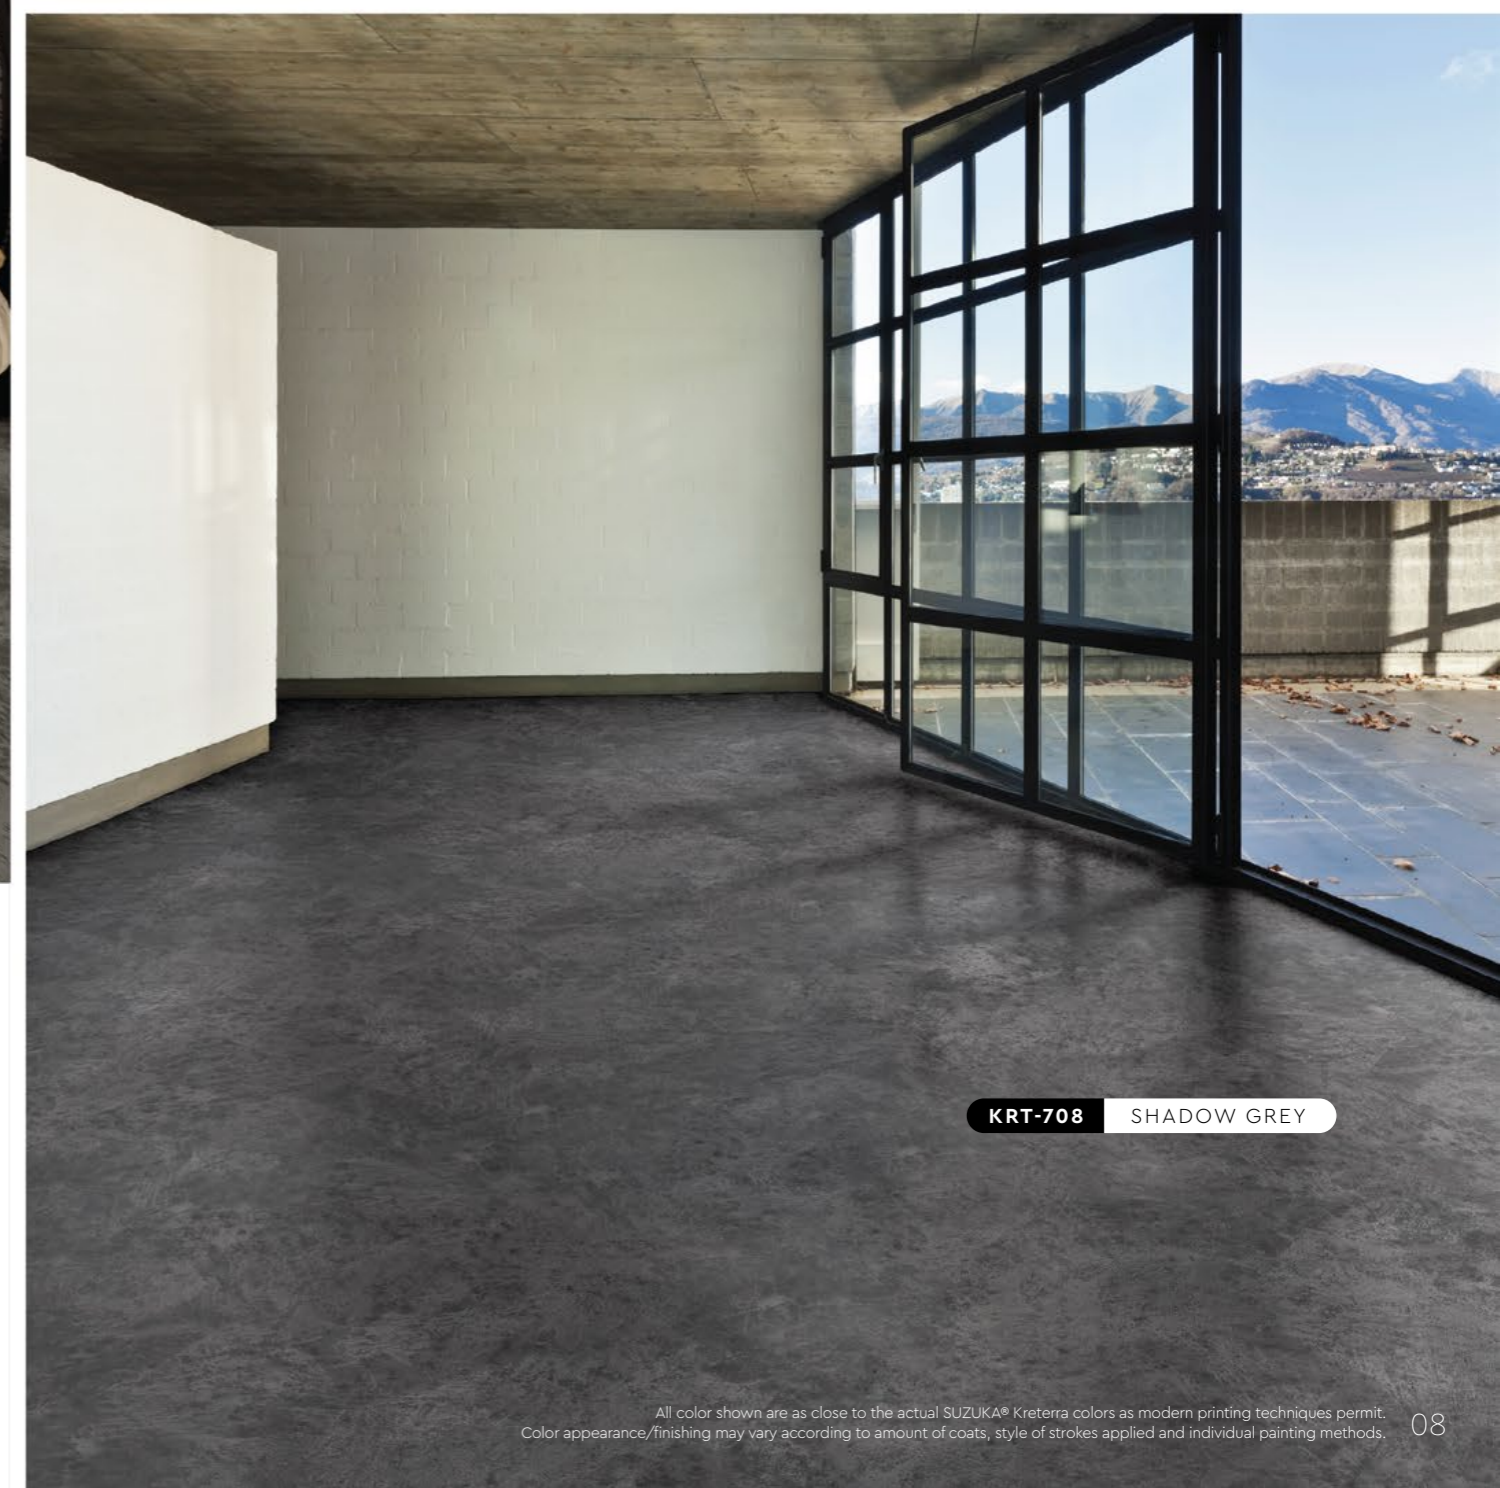 KRT-708 SHADOW GREY
All color shown are as close to the actual SUZUKA® Kreterra colors as modern printing techniques permit.
Color appearance/finishing may vary according to amount of coats, style of strokes applied and individual painting methods.
08